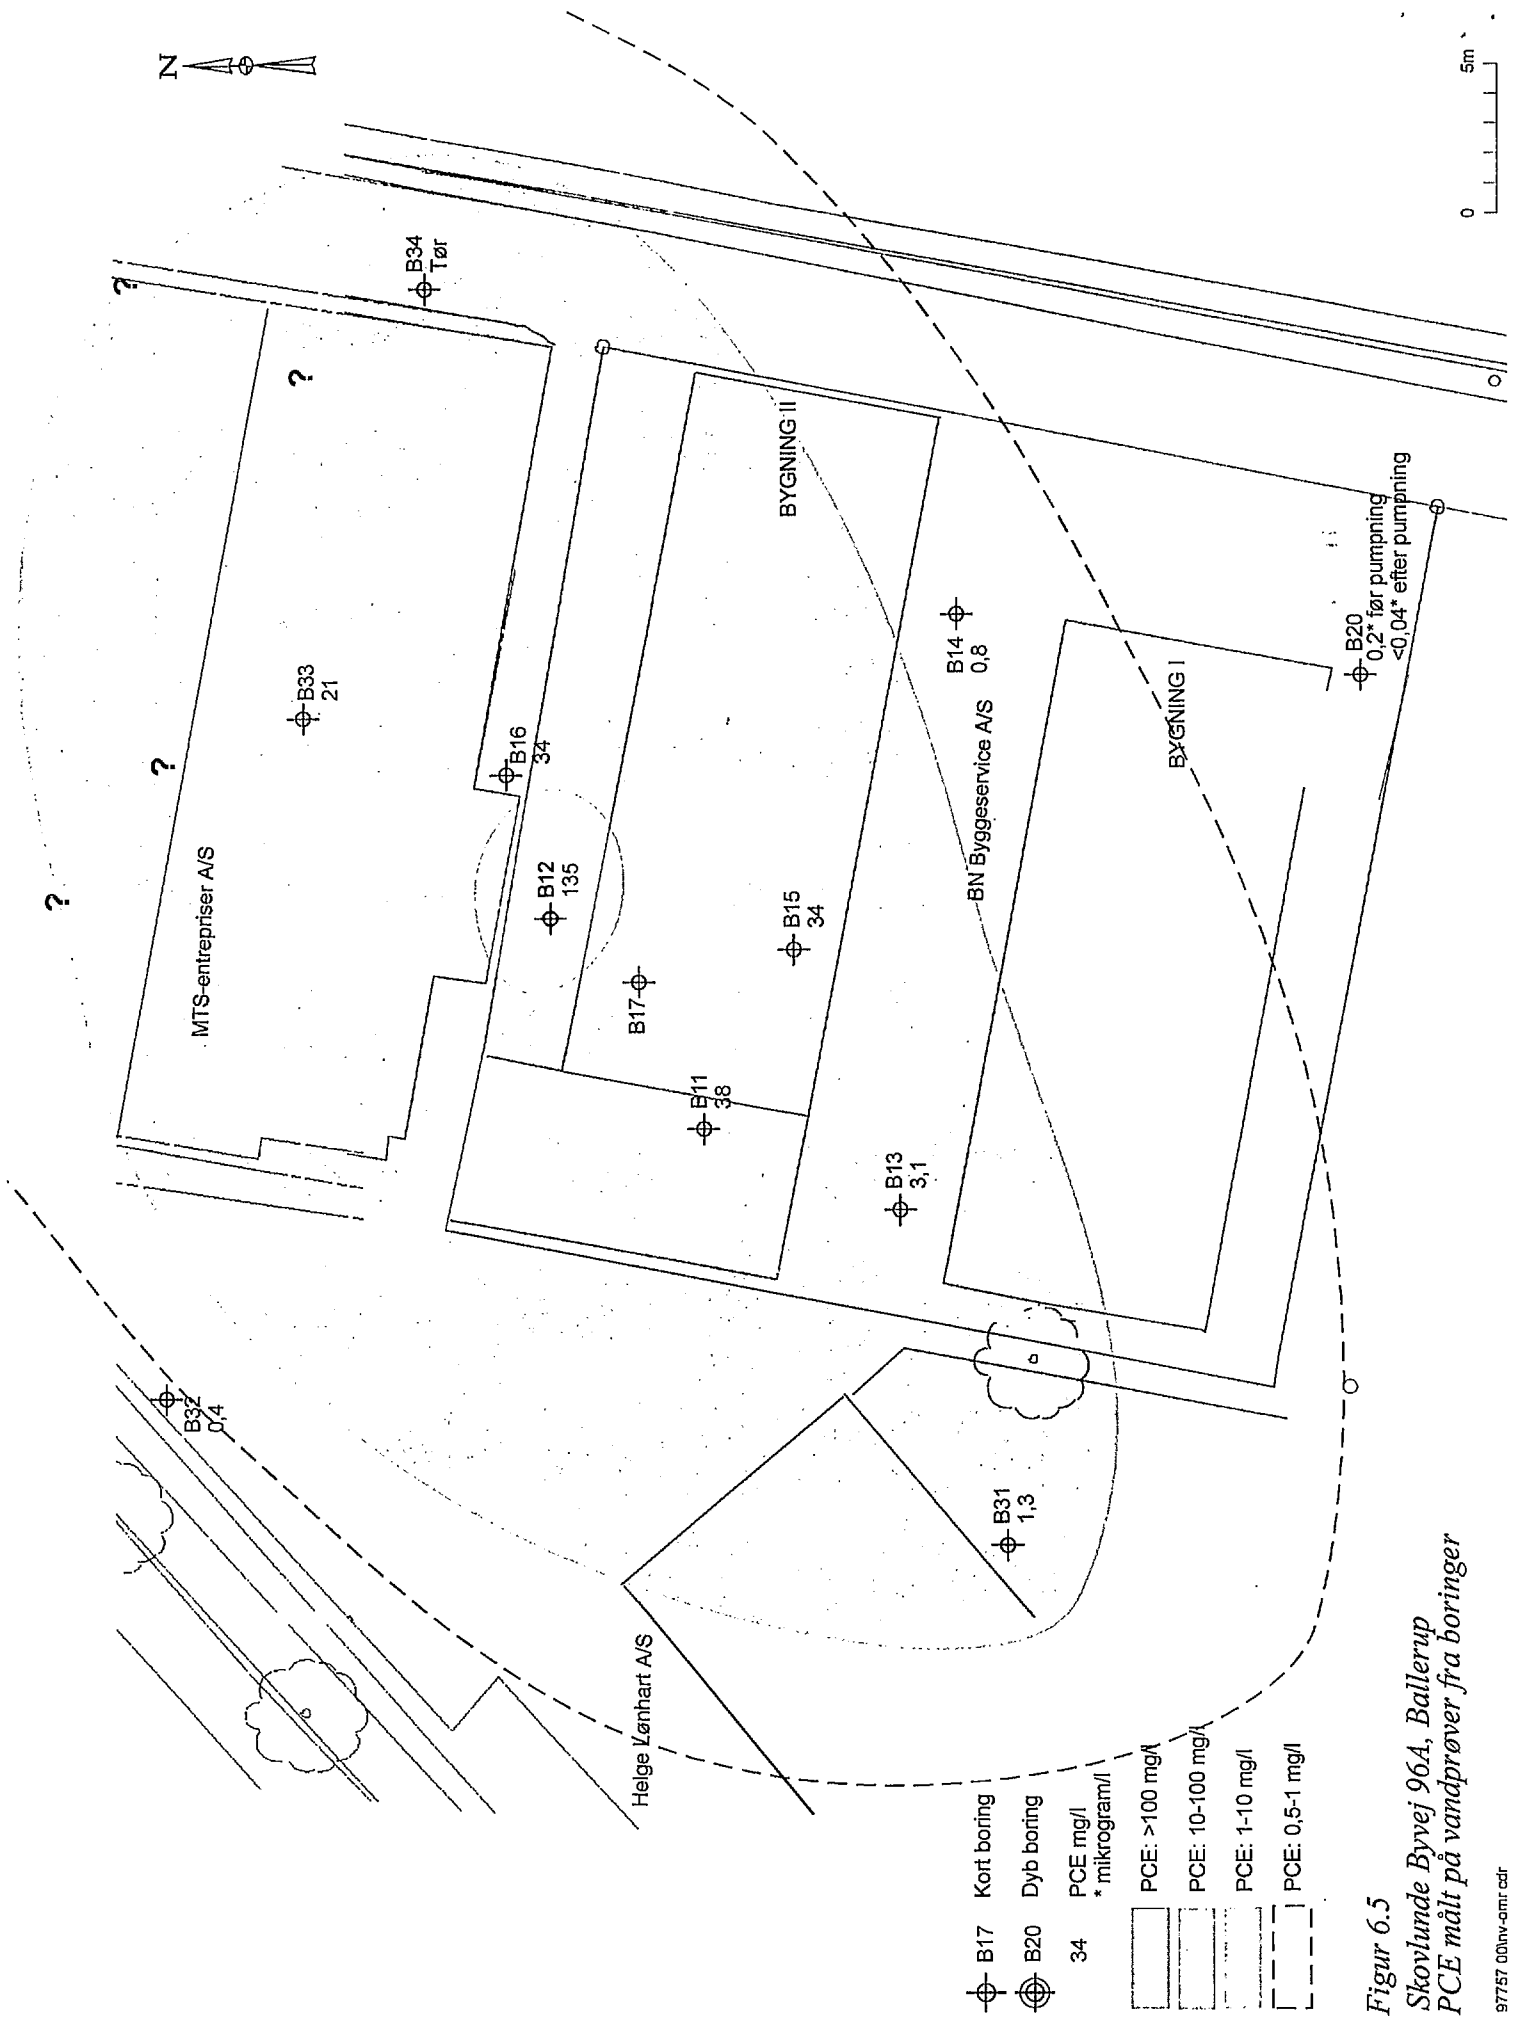 N
MTS-entrepriser A/S
?
?
?
?
B34
Tør
B33
21
B16
34
B12
135
B17
B15
34
B11
38
BYGNING II
B14
0,8
BN Byggeservice A/S
B13
3,1
BYGNING I
B20
0,2* før pumpning
<0,04* efter pumpning
B32
0,4
B31
1,3
Helge Lønhart A/S
0
5m
B17 Kort boring
B20 Dyb boring
34 PCE mg/l
* mikrogram/l
PCE: >100 mg/l
PCE: 10-100 mg/l
PCE: 1-10 mg/l
PCE: 0,5-1 mg/l
Figur 6.5
Skovlunde Byvej 96A, Ballerup
PCE målt på vandprøver fra boringer